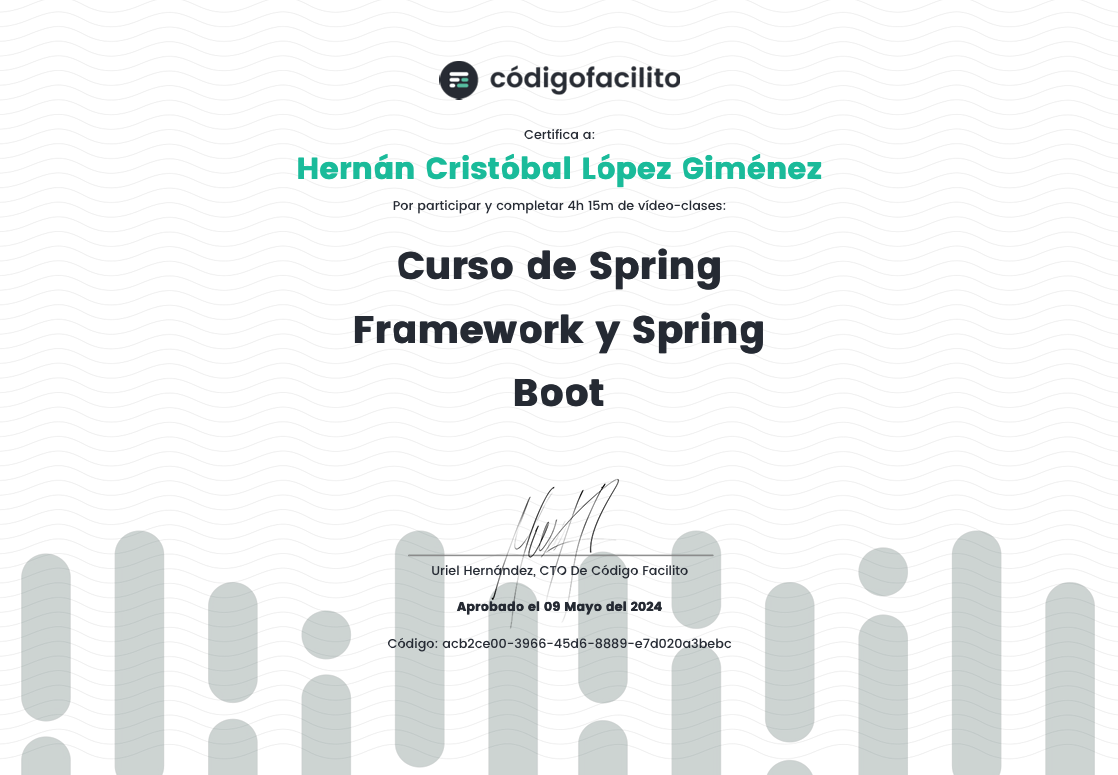 códigofacilito
Certifica a:
Hernán Cristóbal López Giménez
Por participar y completar 4h 15m de vídeo-clases:
Curso de Spring
Framework y Spring
Boot
Uriel Hernández, CTO De Código Facilito
Aprobado el 09 Mayo del 2024
Código: acb2ce00-3966-45d6-8889-e7d020a3bebc